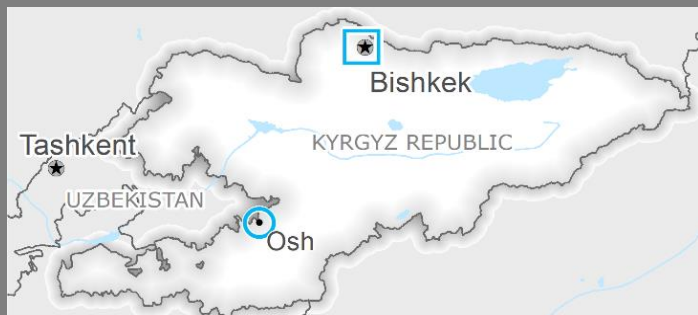 Bishkek
Tashkent
KYRGYZ REPUBLIC
UZBEKISTAN
Osh